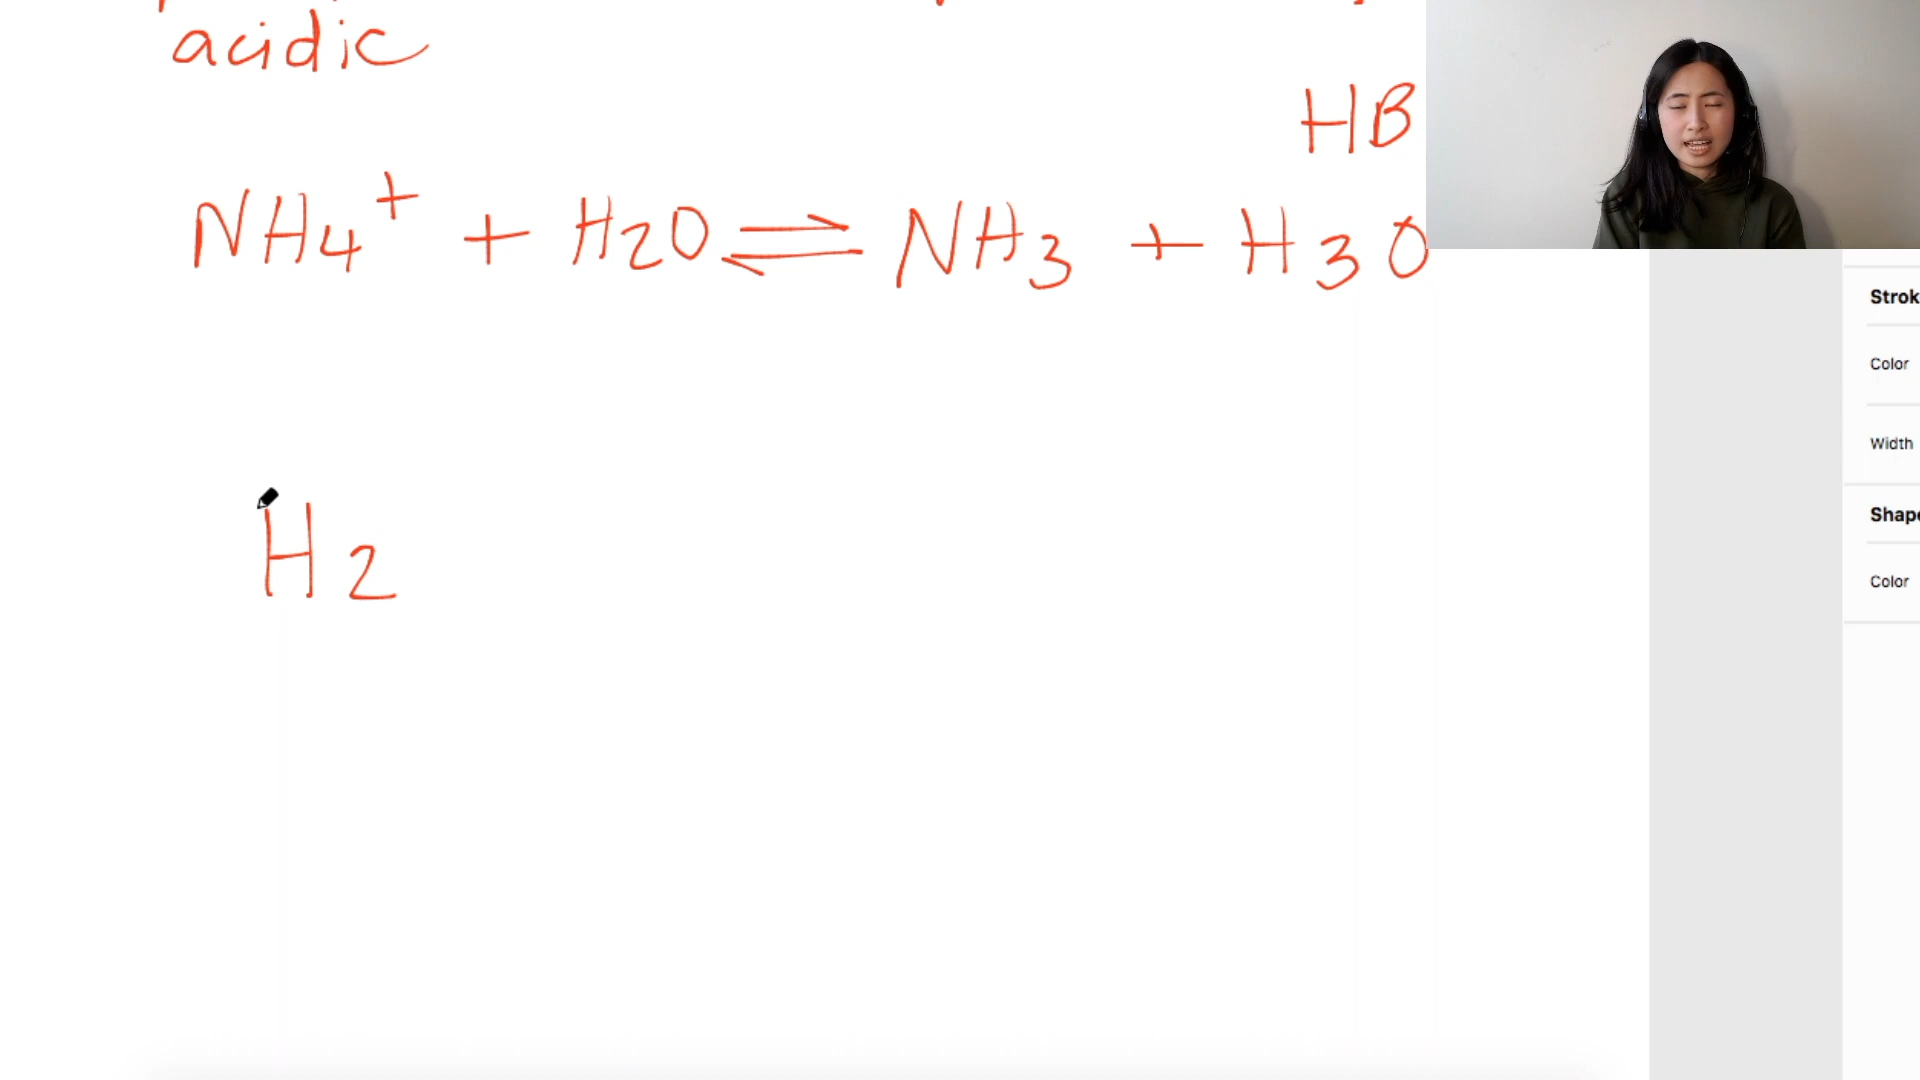 acidic
HB
NH4+ + H2O ⇌ NH3 + H3O
H2
Strok
Color
Width
Shape
Color